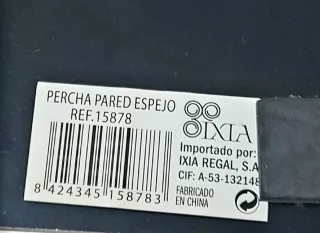 PERCHA PARED ESPEJO
REF.15878
IXIA
Importado por:
IXIA REGAL, S.A
CIF: A-53-132148
FABRICADO
EN CHINA
8 424345 158783